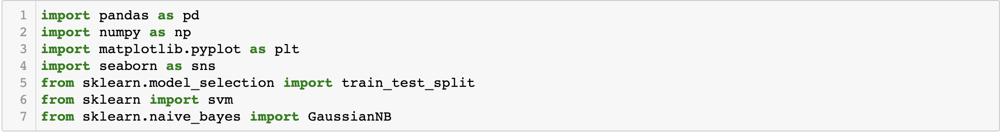 1 import pandas as pd
2 import numpy as np
3 import matplotlib.pyplot as plt
4 import seaborn as sns
5 from sklearn.model_selection import train_test_split
6 from sklearn import svm
7 from sklearn.naive_bayes import GaussianNB